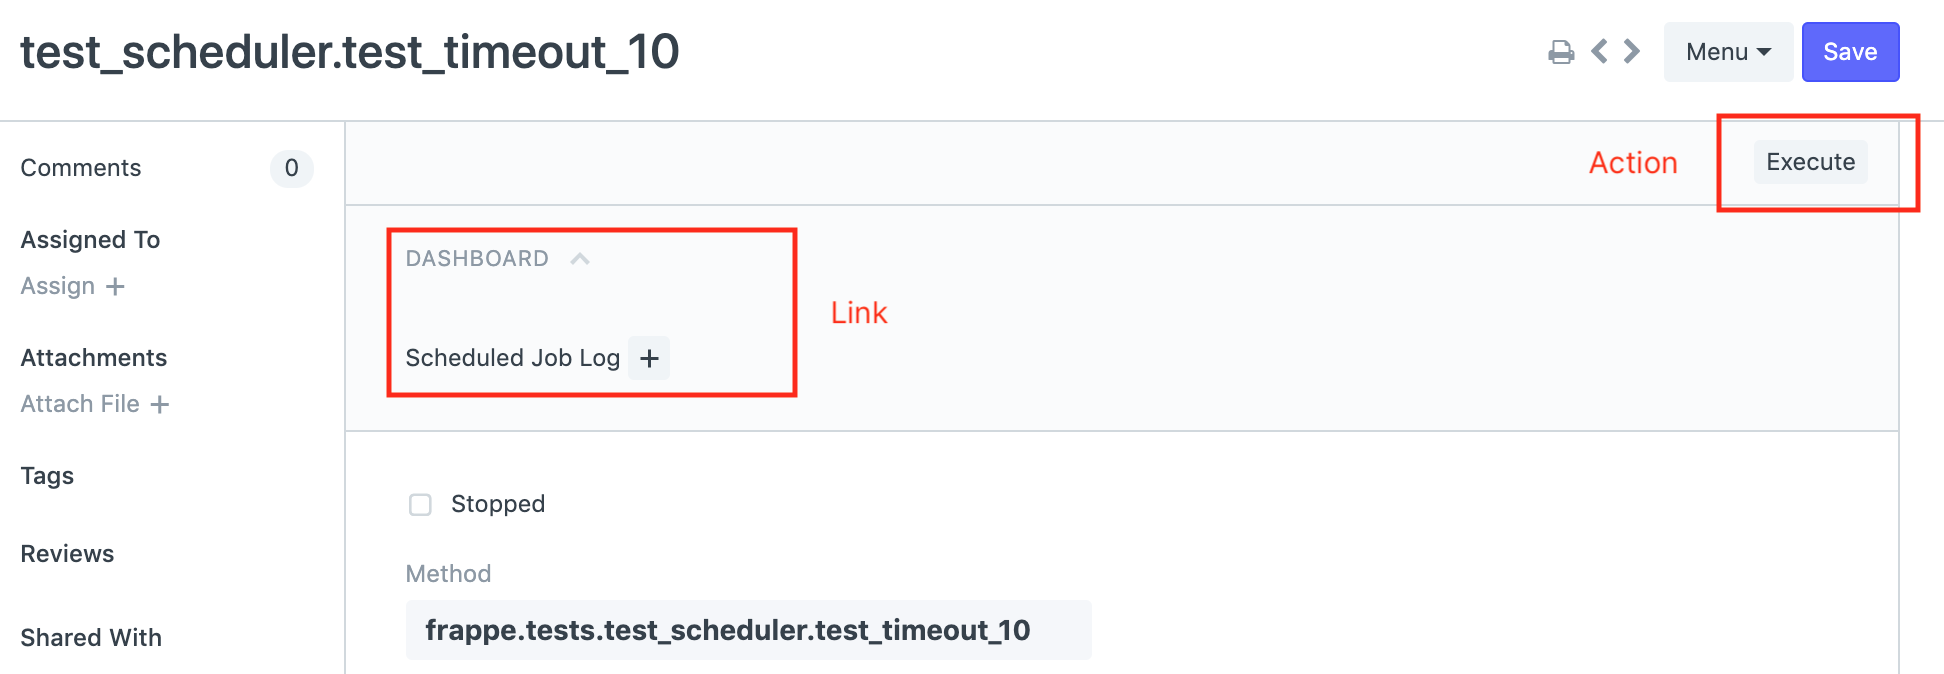 test_scheduler.test_timeout_10
Menu
Save
Comments 0
Assigned To
Assign +
Attachments
Attach File +
Tags
Reviews
Shared With
Action
Execute
DASHBOARD
Scheduled Job Log +
Link
Stopped
Method
frappe.tests.test_scheduler.test_timeout_10